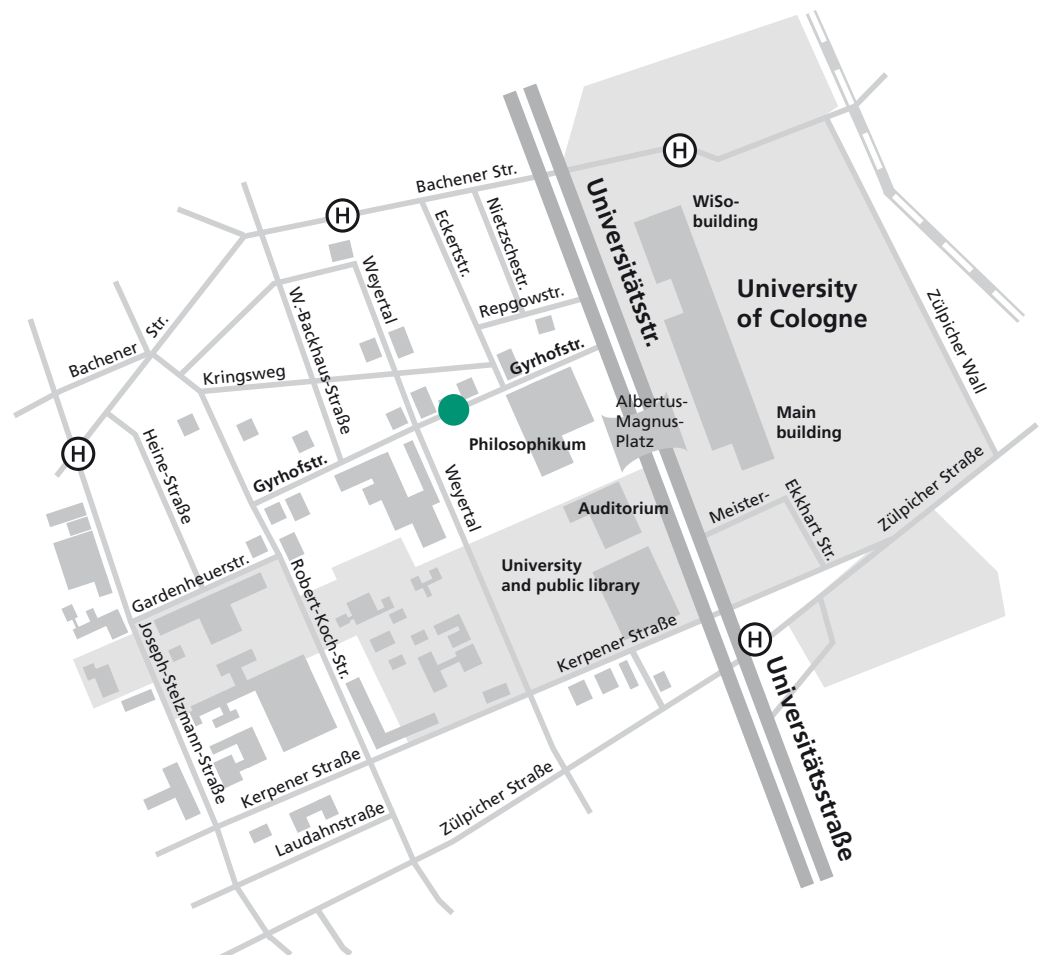 H
Bachener Str.
Universitätsstr.
WiSo-
building
H
Eckertstr.
Nietzschestr.
Weyertal
University
of Cologne
W.-Backhaus-Straße
Repgowstr.
Zülpicher Wall
Bachener Str.
Gyrhofstr.
Kringsweg
Albertus-
Magnus-
Platz
Main
building
Heine-Straße
H
Philosophikum
Gyrhofstr.
Weyertal
Zülpicher Straße
Meister-
Ekkhart Str.
Auditorium
University
and public library
Gardenheuerstr.
Robert-Koch-Str.
Joseph-Stelzmann-Straße
Kerpener Straße
H
Universitätsstraße
Kerpener Straße
Zülpicher Straße
Laudahnstraße